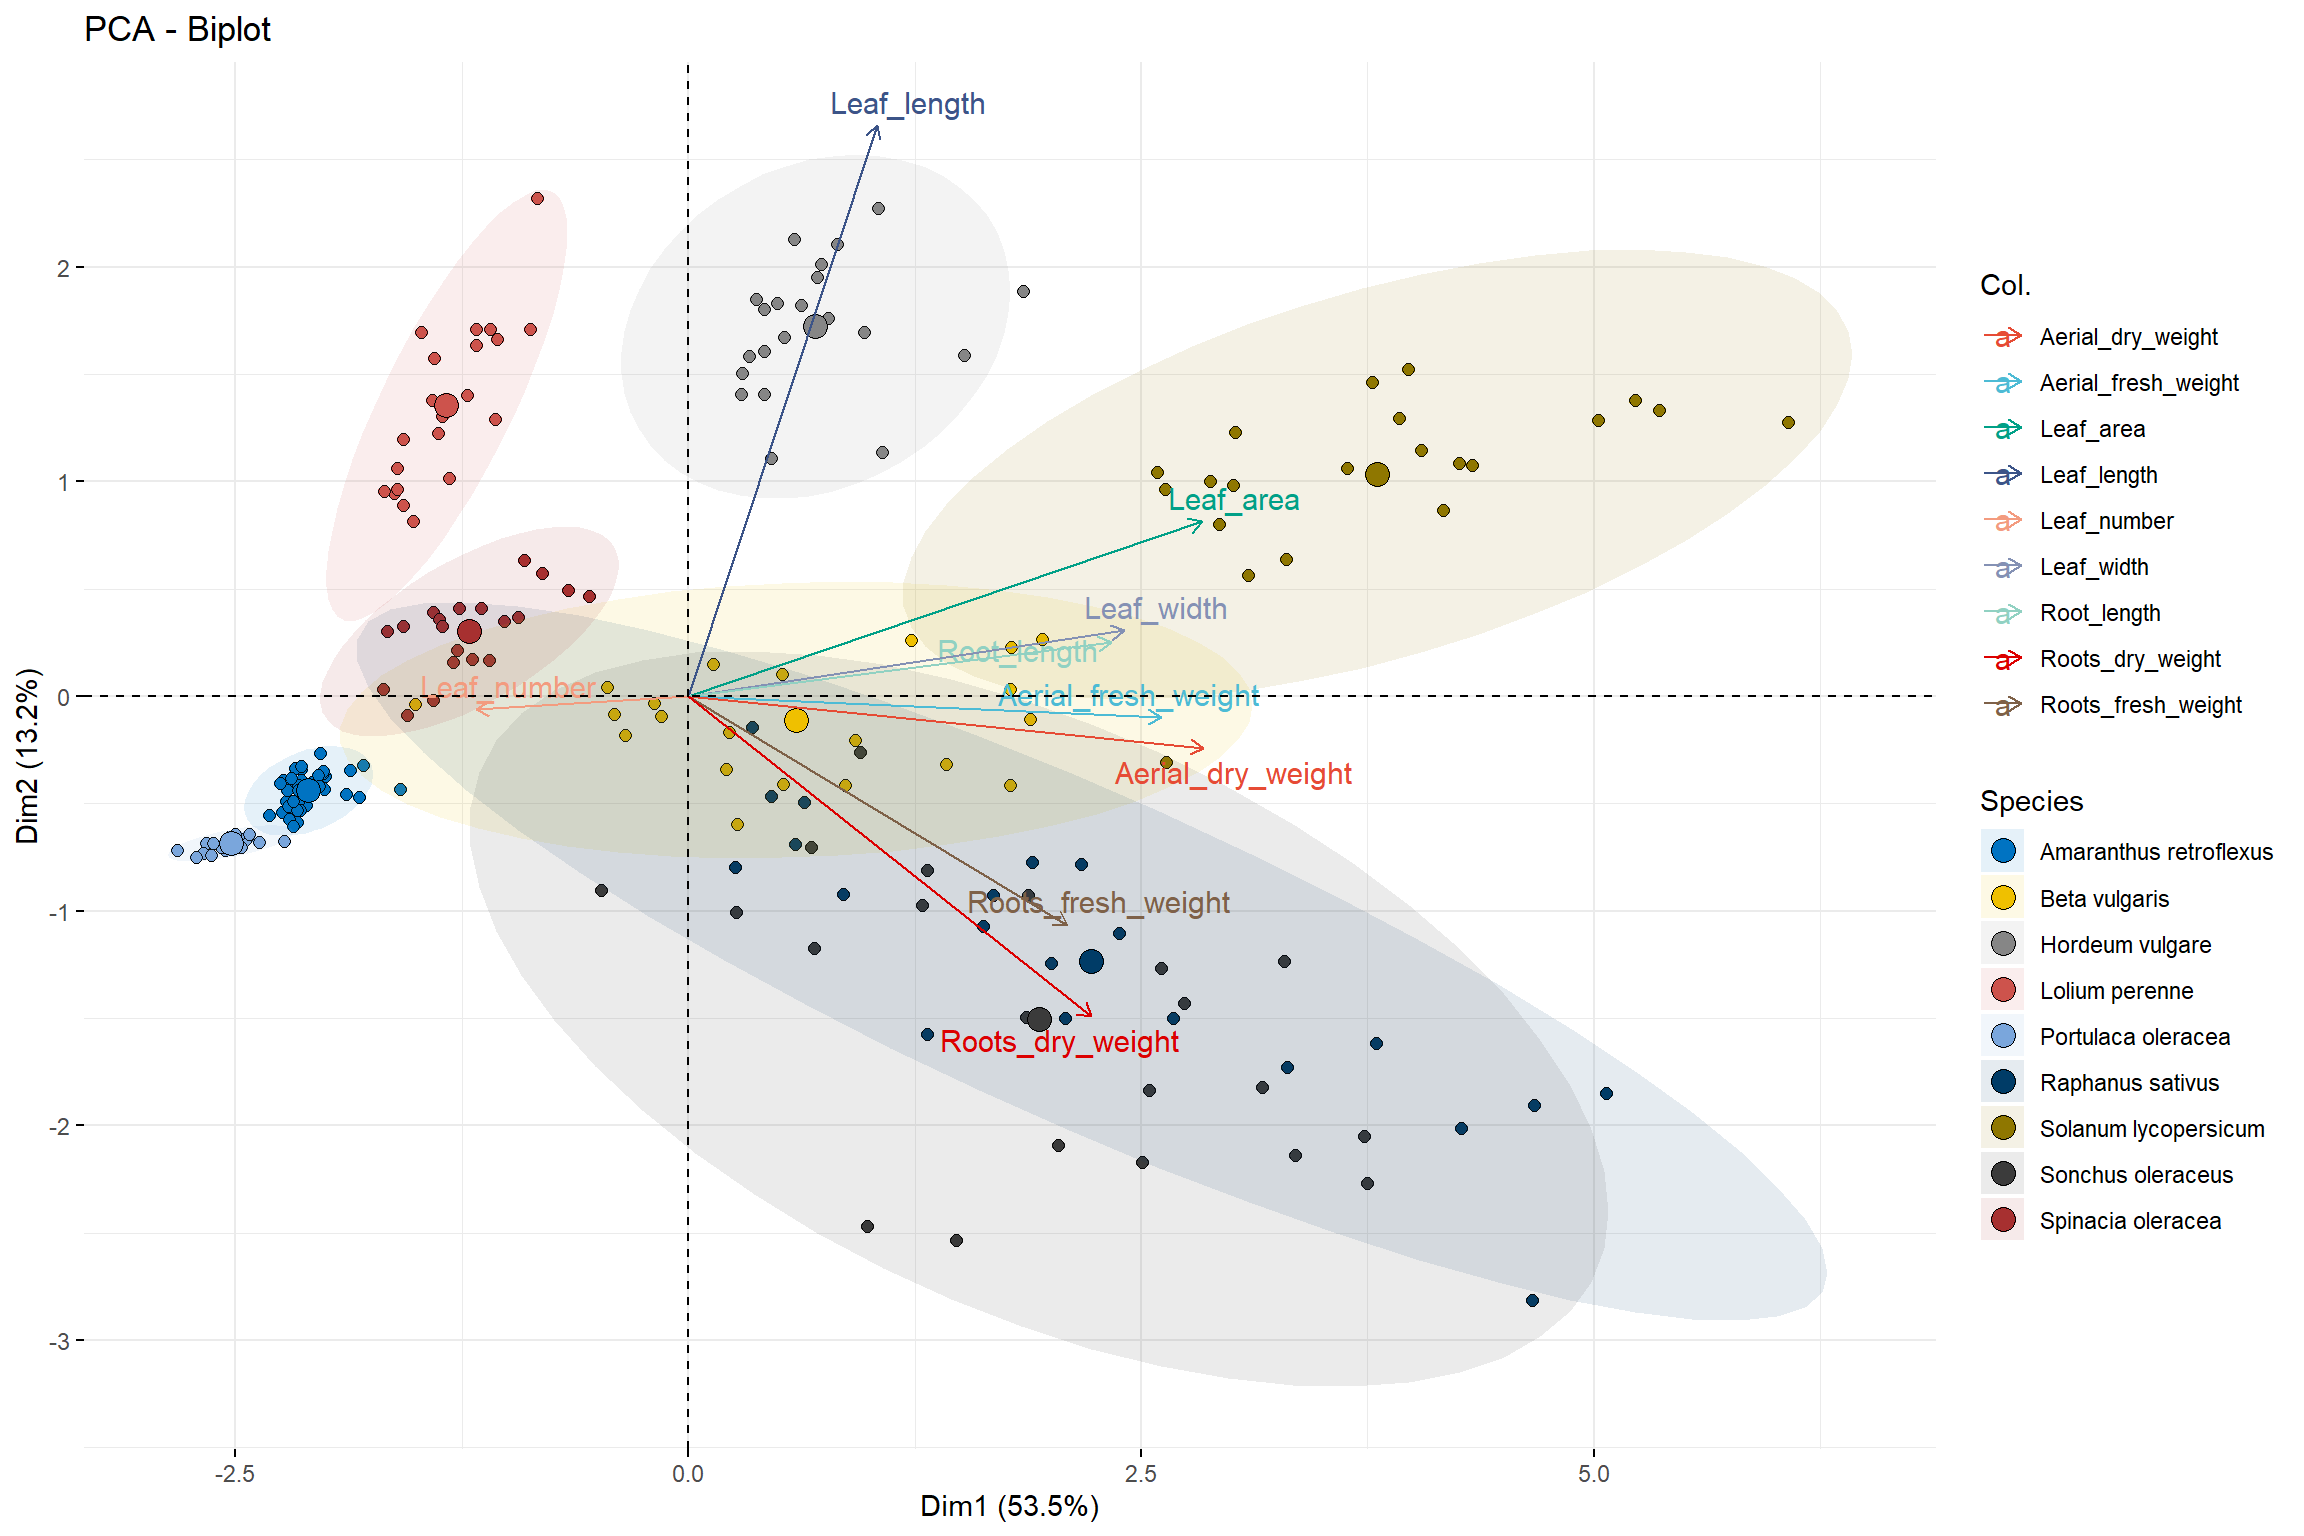 PCA - Biplot
Leaf_length
Leaf_area
Leaf_width
Root_length
Leaf_number
Aerial_fresh_weight
Aerial_dry_weight
Roots_fresh_weight
Roots_dry_weight
2
1
0
-1
-2
-3
Dim2 (13.2%)
-2.5
0.0
2.5
5.0
Dim1 (53.5%)
Col.
a Aerial_dry_weight
a Aerial_fresh_weight
a Leaf_area
a Leaf_length
a Leaf_number
a Leaf_width
a Root_length
a Roots_dry_weight
a Roots_fresh_weight
Species
Amaranthus retroflexus
Beta vulgaris
Hordeum vulgare
Lolium perenne
Portulaca oleracea
Raphanus sativus
Solanum lycopersicum
Sonchus oleraceus
Spinacia oleracea